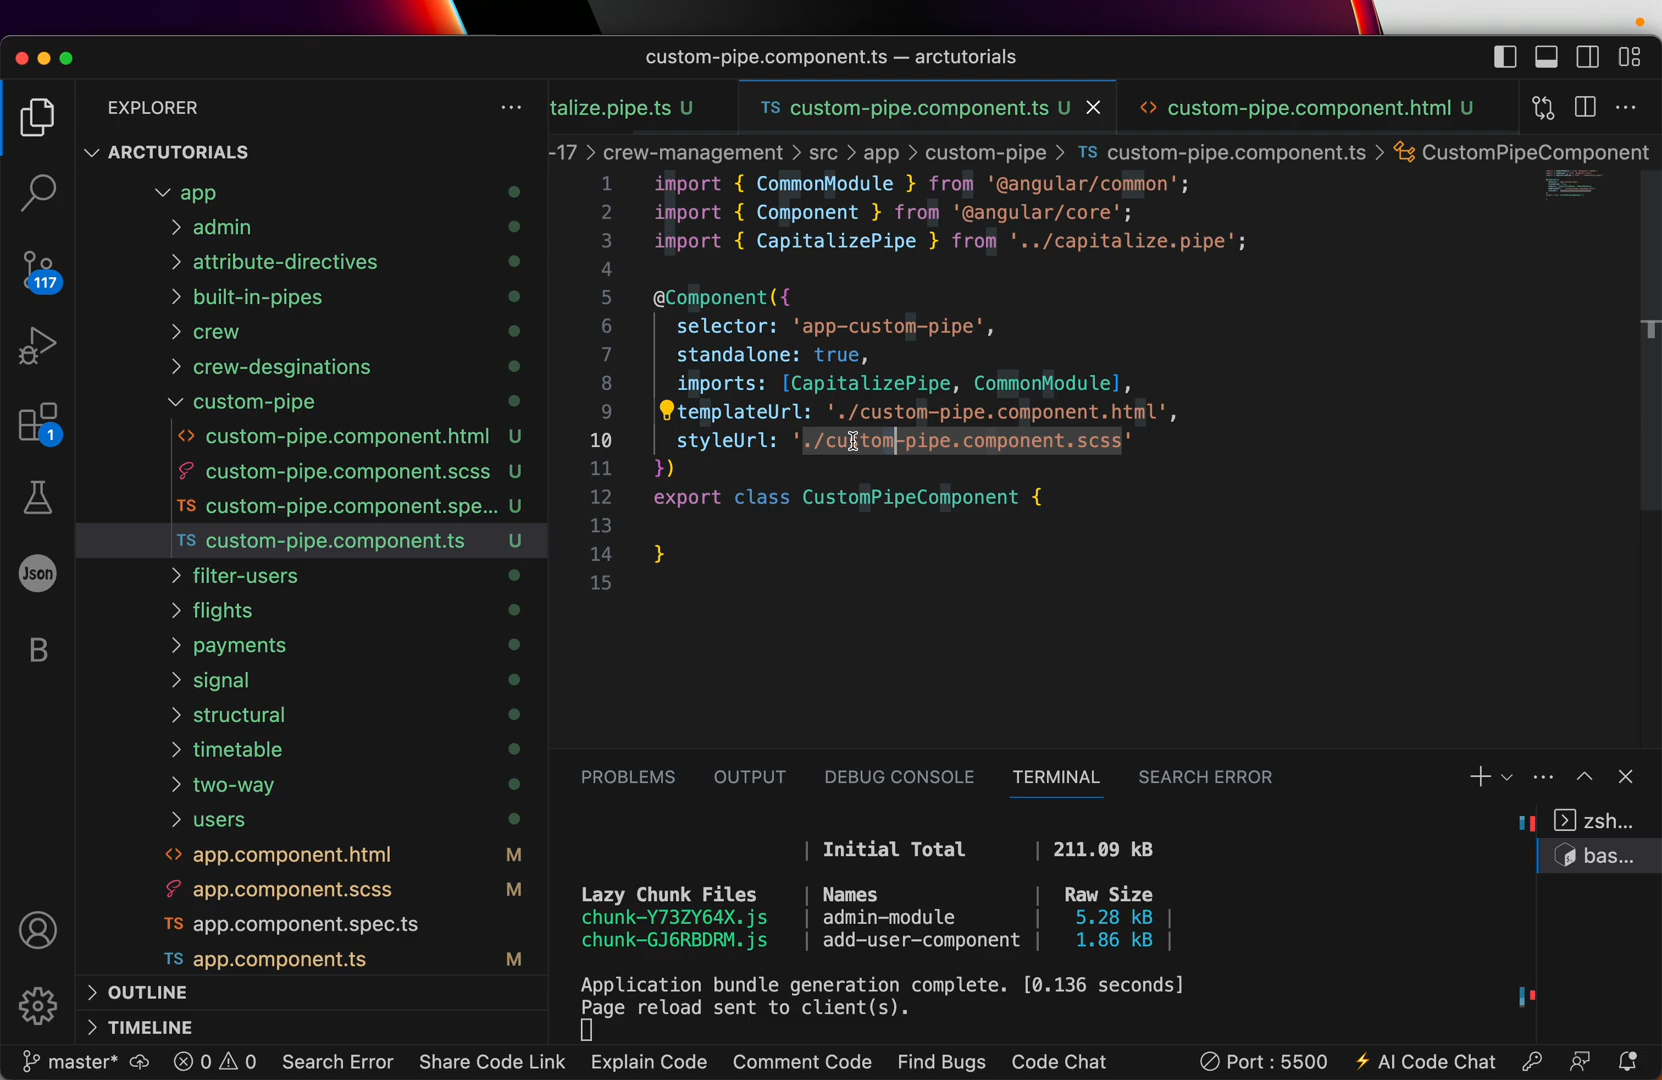 custom-pipe.component.ts — arctutorials
EXPLORER
talize.pipe.ts U
TS custom-pipe.component.ts U
<> custom-pipe.component.html U
ARCTUTORIALS
-17 > crew-management > src > app > custom-pipe > TS custom-pipe.component.ts > CustomPipeComponent
app
admin
attribute-directives
built-in-pipes
crew
crew-desginations
custom-pipe
<> custom-pipe.component.html U
custom-pipe.component.scss U
TS custom-pipe.component.spe... U
TS custom-pipe.component.ts U
filter-users
flights
payments
signal
structural
timetable
two-way
users
<> app.component.html M
app.component.scss M
TS app.component.spec.ts
TS app.component.ts M
OUTLINE
TIMELINE
117
1
Json
B
1 import { CommonModule } from '@angular/common';
2 import { Component } from '@angular/core';
3 import { CapitalizePipe } from '../capitalize.pipe';
4
5 @Component({
6 selector: 'app-custom-pipe',
7 standalone: true,
8 imports: [CapitalizePipe, CommonModule],
9 templateUrl: './custom-pipe.component.html',
10 styleUrl: './custom-pipe.component.scss'
11 })
12 export class CustomPipeComponent {
13
14 }
15
PROBLEMS OUTPUT DEBUG CONSOLE TERMINAL SEARCH ERROR
| Initial Total | 211.09 kB
Lazy Chunk Files | Names | Raw Size
chunk-Y73ZY64X.js | admin-module | 5.28 kB |
chunk-GJ6RBDRM.js | add-user-component | 1.86 kB |
Application bundle generation complete. [0.136 seconds]
Page reload sent to client(s).
zsh...
bas...
master* 0 0 Search Error Share Code Link Explain Code Comment Code Find Bugs Code Chat Port : 5500 AI Code Chat